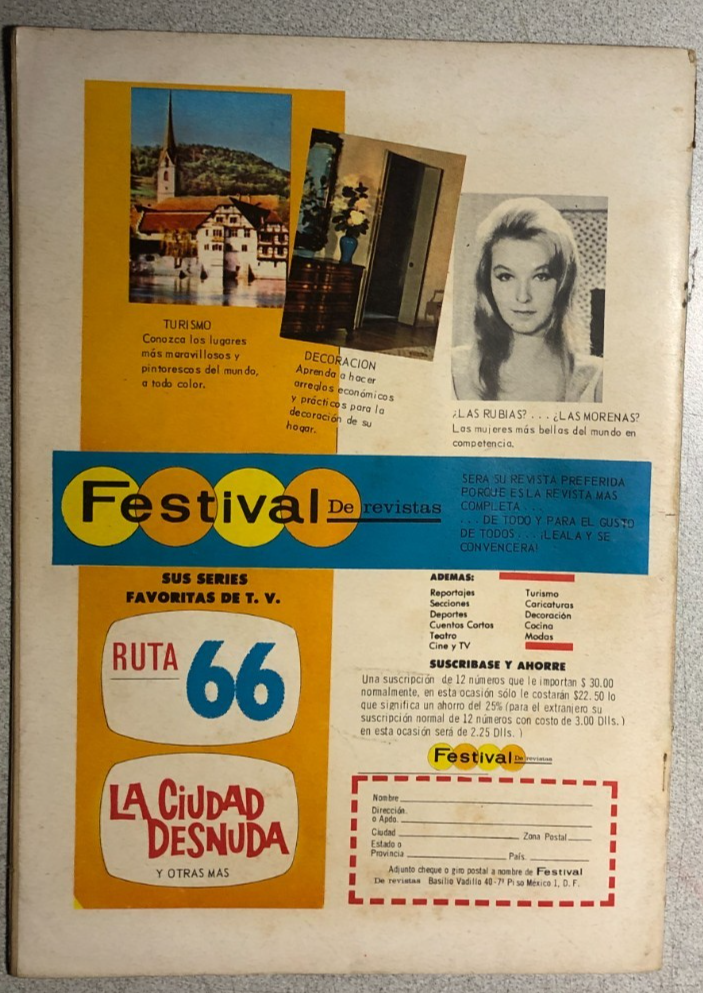 TURISMO
Conozca los lugares
más maravillosos y
pintorescos del mundo,
a todo color.
DECORACION
Aprenda a hacer
arreglos económicos
y prácticos para la
decoración de su
hogar.
¿LAS RUBIAS? . . . ¿LAS MORENAS?
Las mujeres más bellas del mundo en
competencia.
Festival De revistas
SERA SU REVISTA PREFERIDA
PORQUE ES LA REVISTA MAS
COMPLETA . . .
. . . DE TODO Y PARA EL GUSTO
DE TODOS . . . ¡LEALA Y SE
CONVENCERA!
SUS SERIES
FAVORITAS DE T. V.
RUTA 66
LA CIUDAD
DESNUDA
Y OTRAS MAS
ADEMAS:
Reportajes
Secciones
Deportes
Cuentos Cortos
Teatro
Cine y TV
Turismo
Caricaturas
Decoración
Cocina
Modas
SUSCRIBASE Y AHORRE
Una suscripción de 12 números que le importan $ 30.00
normalmente, en esta ocasión sólo le costarán $22.50 lo
que significa un ahorro del 25% (para el extranjero su
suscripción normal de 12 números con costo de 3.00 Dlls. )
en esta ocasión será de 2.25 Dlls. )
Festival De revistas
Nombre
Dirección
o Apdo.
Ciudad Zona Postal
Estado o
Provincia País
Adjunto cheque o giro postal a nombre de Festival
De revistas Basilio Vadillo 40-7º Piso México 1, D. F.